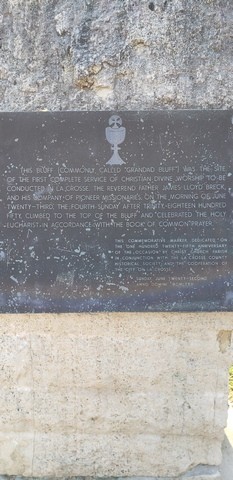 THIS BLUFF (COMMONLY CALLED "GRANDAD BLUFF") WAS THE SITE
OF THE FIRST COMPLETE SERVICE OF CHRISTIAN DIVINE WORSHIP TO BE
CONDUCTED IN LA CROSSE. THE REVEREND FATHER JAMES LLOYD BRECK
AND HIS COMPANY OF PIONEER MISSIONARIES, ON THE MORNING OF JUNE
TWENTY-THIRD, THE FOURTH SUNDAY AFTER TRINITY, EIGHTEEN HUNDRED
FIFTY, CLIMBED TO THE TOP OF THE BLUFF AND CELEBRATED THE HOLY
EUCHARIST IN ACCORDANCE WITH THE BOOK OF COMMON PRAYER.
THIS COMMEMORATIVE MARKER DEDICATED ON
THE ONE HUNDRED TWENTY-FIFTH ANNIVERSARY
OF THE OCCASION BY CHRIST CHURCH PARISH
IN CONJUNCTION WITH THE LA CROSSE COUNTY
HISTORICAL SOCIETY AND THE COOPERATION OF
THE CITY OF LA CROSSE.
SUNDAY, JUNE TWENTY-SECOND